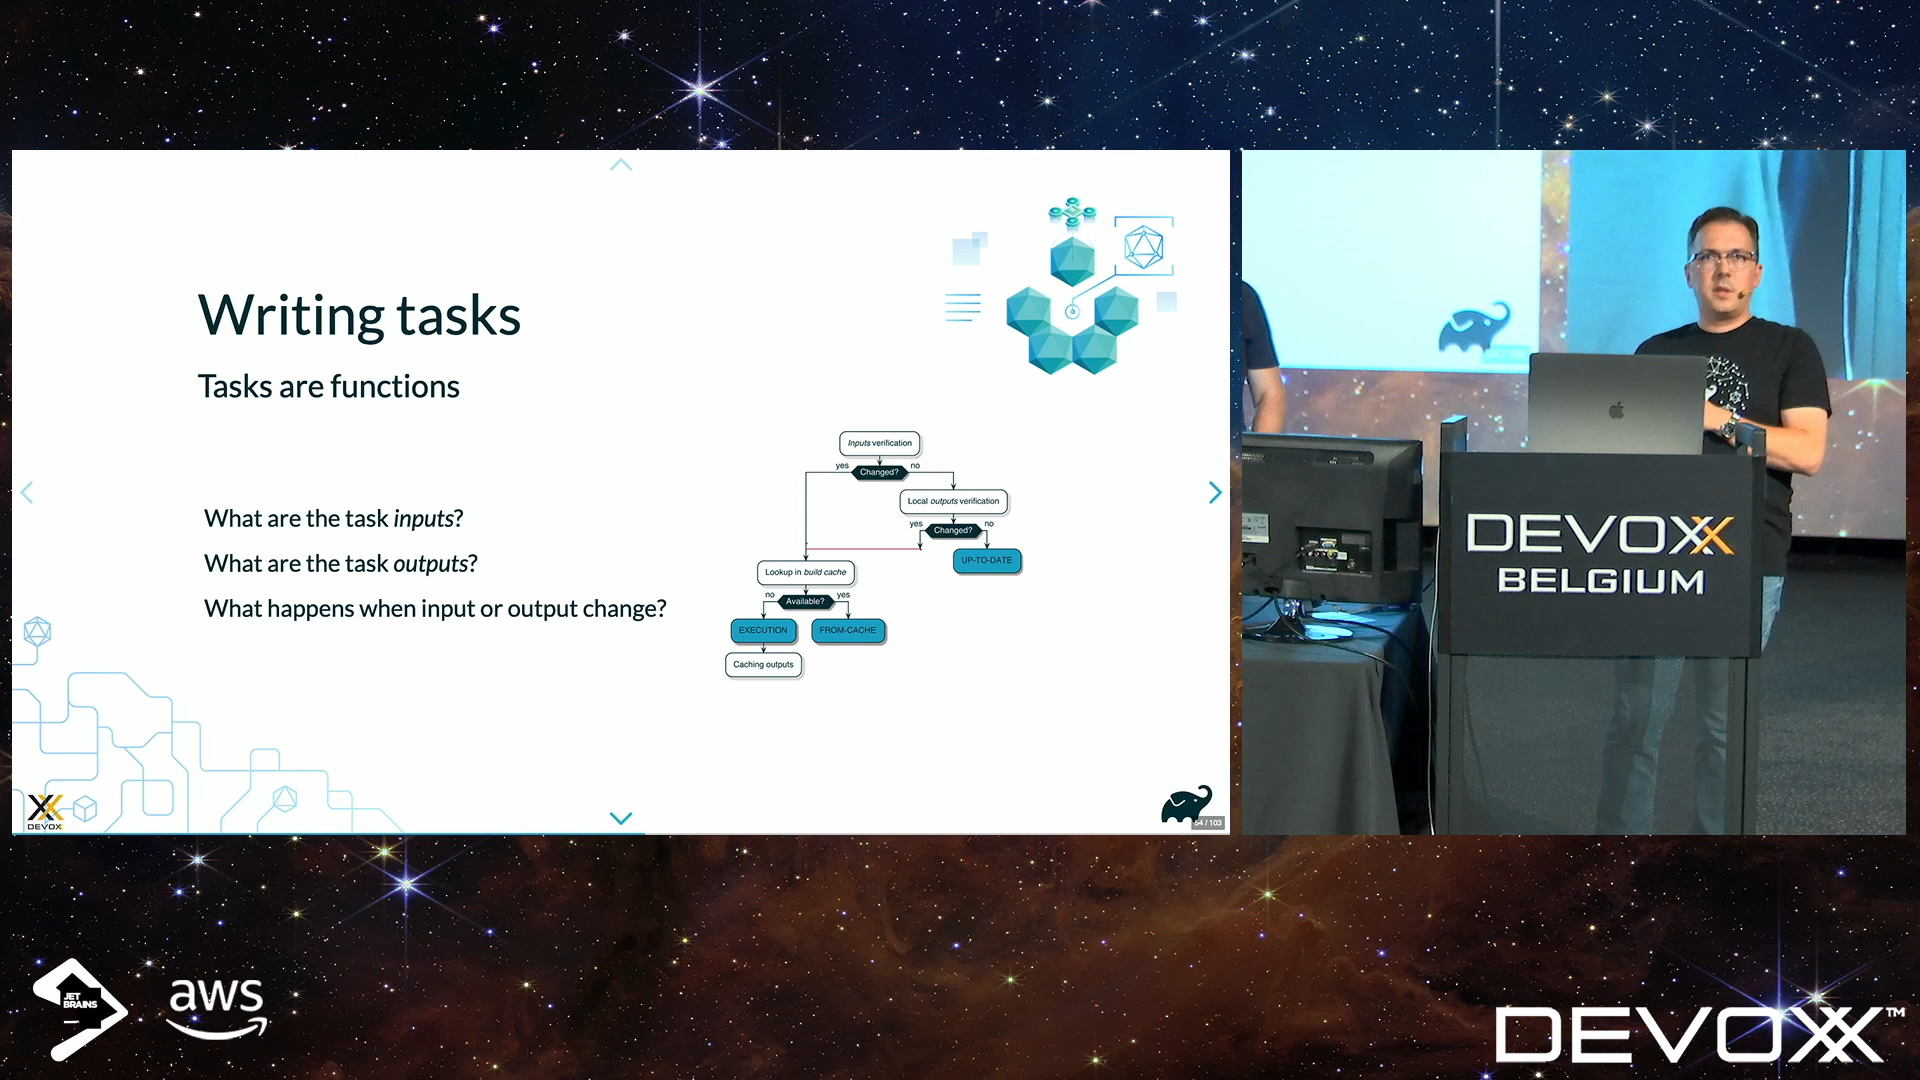 Writing tasks
Tasks are functions
What are the task inputs?
What are the task outputs?
What happens when input or output change?
Inputs verification
yes
Changed?
no
Local outputs verification
yes
Changed?
no
UP-TO-DATE
Lookup in build cache
no
Available?
yes
EXECUTION
FROM-CACHE
Caching outputs
DEVOXX
54 / 103
DEVOXX
BELGIUM
JET
BRAINS
aws
DEVOXX™